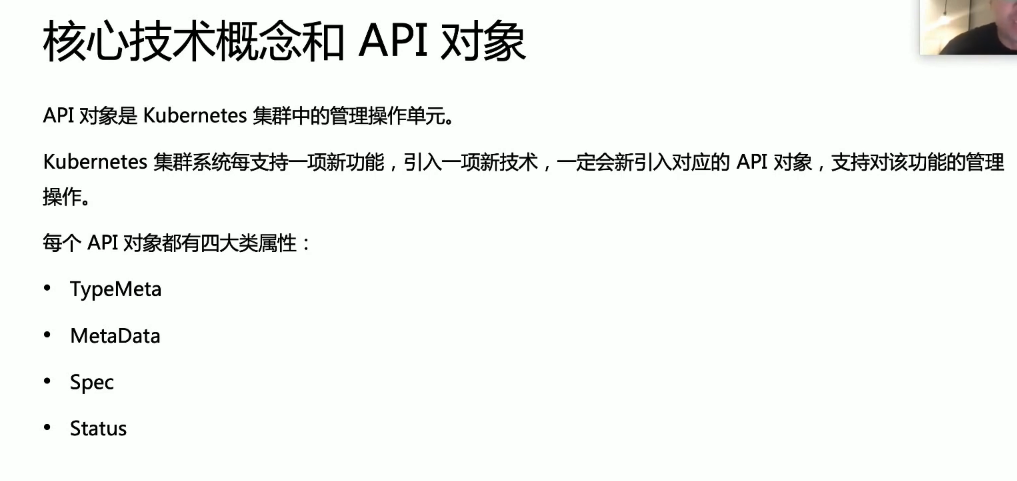 核心技术概念和 API 对象
API 对象是 Kubernetes 集群中的管理操作单元。
Kubernetes 集群系统每支持一项新功能，引入一项新技术，一定会新引入对应的 API 对象，支持对该功能的管理
操作。
每个 API 对象都有四大类属性：
• TypeMeta
• MetaData
• Spec
• Status